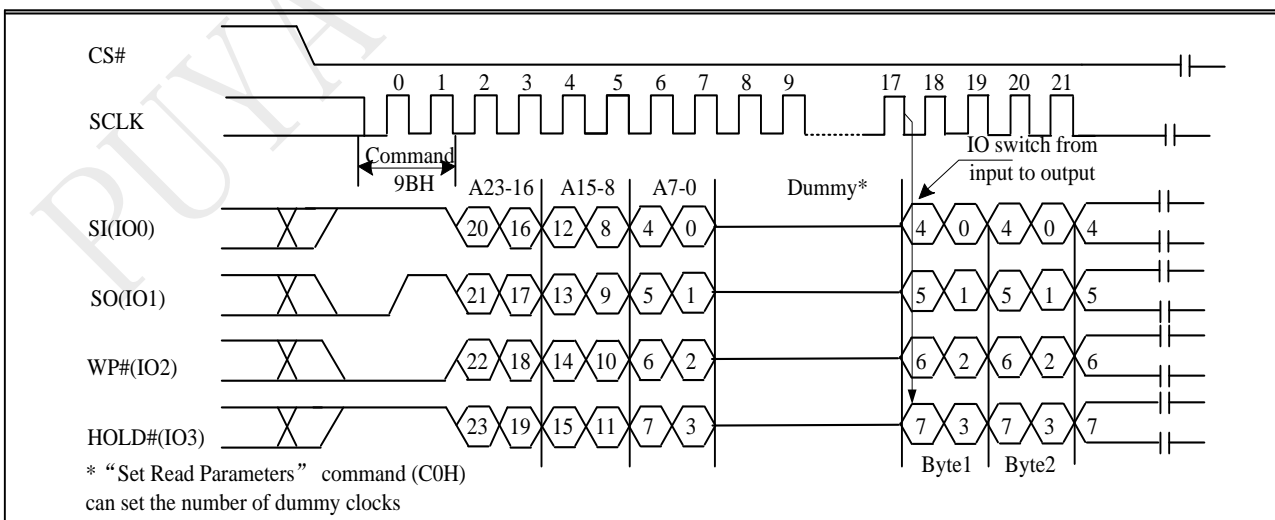 PUYA
CS#
0 1 2 3 4 5 6 7 8 9 17 18 19 20 21
SCLK
Command
9BH
IO switch from
input to output
A23-16 A15-8 A7-0 Dummy*
SI(IO0) 20 16 12 8 4 0 4 0 4 0 4
SO(IO1) 21 17 13 9 5 1 5 1 5 1 5
WP#(IO2) 22 18 14 10 6 2 6 2 6 2 6
HOLD#(IO3) 23 19 15 11 7 3 7 3 7 3 7
Byte1 Byte2
* “Set Read Parameters” command (C0H)
can set the number of dummy clocks